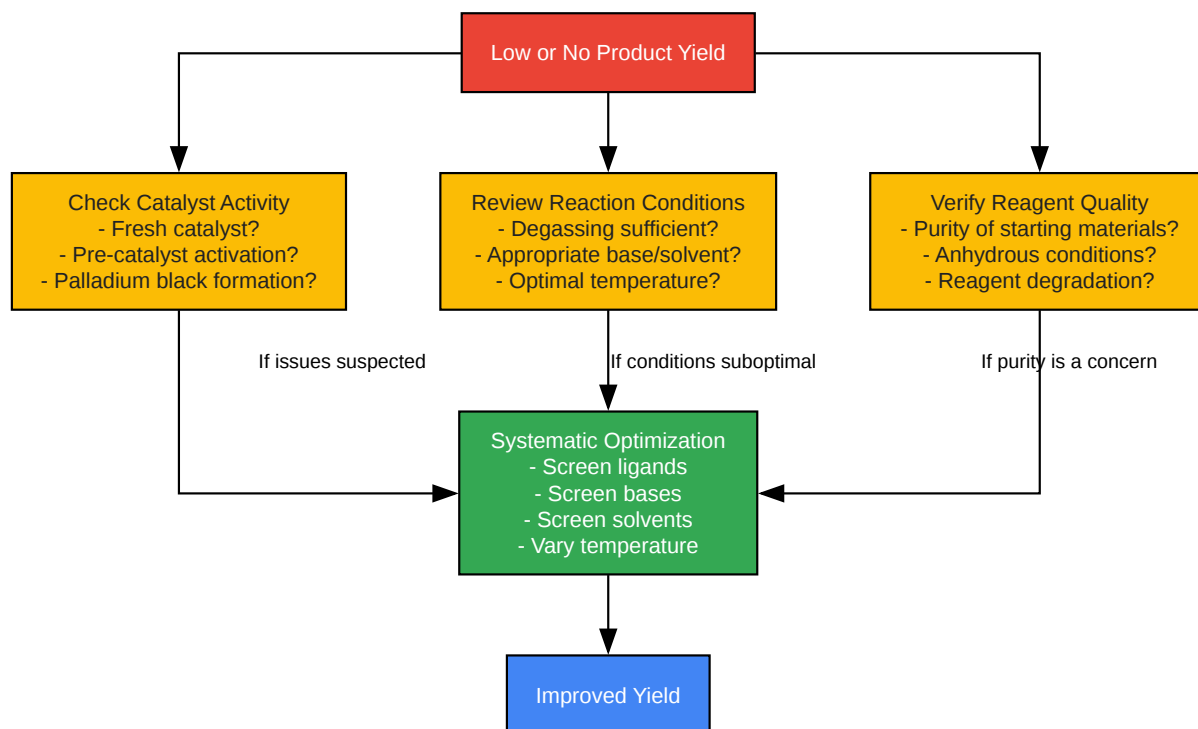 Low or No Product Yield
Check Catalyst Activity
- Fresh catalyst?
- Pre-catalyst activation?
- Palladium black formation?
Review Reaction Conditions
- Degassing sufficient?
- Appropriate base/solvent?
- Optimal temperature?
Verify Reagent Quality
- Purity of starting materials?
- Anhydrous conditions?
- Reagent degradation?
If issues suspected
If conditions suboptimal
If purity is a concern
Systematic Optimization
- Screen ligands
- Screen bases
- Screen solvents
- Vary temperature
Improved Yield